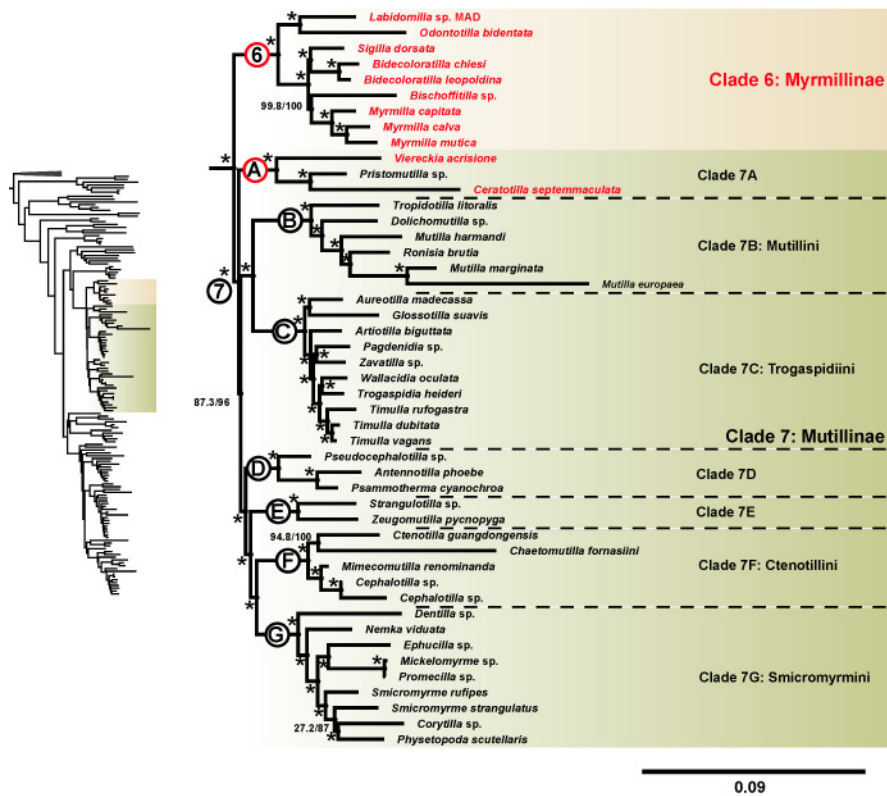 Labidomilla sp. MAD
Odontotilla bidentata
Sigilla dorsata
6
Bidecoloratilla chiesi
Clade 6: Myrmillinae
Bidecoloratilla leopoldina
Bischoffitilla sp.
99.8/100
Myrmilla capitata
Myrmilla calva
Myrmilla mutica
Viereckia acrisione
A
Pristomutilla sp.
Clade 7A
Ceratotilla septemmaculata
Tropidotilla litoralis
B
Dolichomutilla sp.
Mutilla harmandi
Clade 7B: Mutillini
Ronisia brutia
Mutilla marginata
7
Mutilla europaea
Aureotilla madecassa
Glossotilla suavis
C
Artiotilla biguttata
Pagdenidia sp.
Zavatilla sp.
Clade 7C: Trogaspidiini
Wallacidia oculata
Trogaspidia heideri
87.3/96
Timulla rufogastra
Timulla dubitata
Clade 7: Mutillinae
Timulla vagans
Pseudocephalotilla sp.
D
Antennotilla phoebe
Clade 7D
Psammotherma cyanochroa
Strangulotilla sp.
E
Clade 7E
Zeugomutilla pycnopyga
94.8/100
Ctenotilla guangdongensis
Chaetomutilla fornasiini
F
Mimecomutilla renominanda
Clade 7F: Ctenotillini
Cephalotilla sp.
Cephalotilla sp.
Dentilla sp.
G
Nemka viduata
Ephucilla sp.
Mickelomyrme sp.
Promecilla sp.
Clade 7G: Smicromyrmini
Smicromyrme rufipes
Smicromyrme strangulatus
27.2/87
Corytilla sp.
Physetopoda scutellaris
0.09